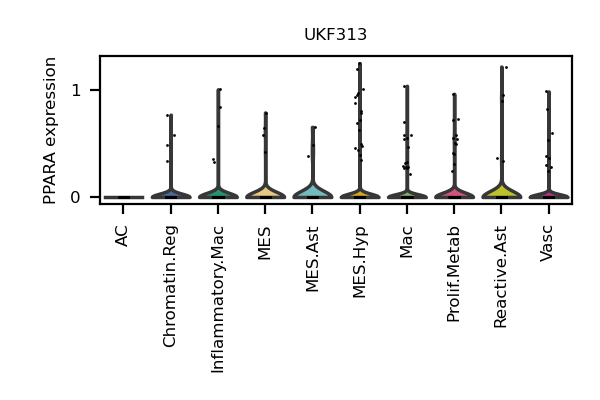 UKF313
PPARA expression
1
0
AC
Chromatin.Reg
Inflammatory.Mac
MES
MES.Ast
MES.Hyp
Mac
Prolif.Metab
Reactive.Ast
Vasc